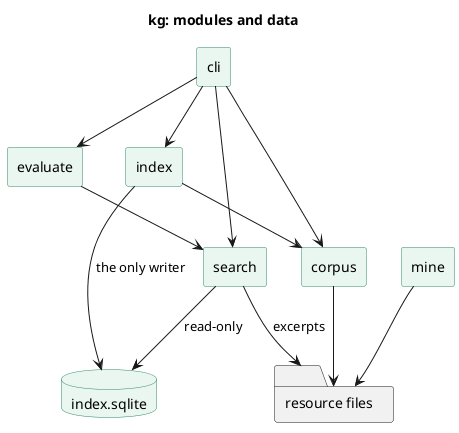 kg: modules and data
cli
evaluate
index
the only writer
search
corpus
mine
read-only
excerpts
index.sqlite
resource files